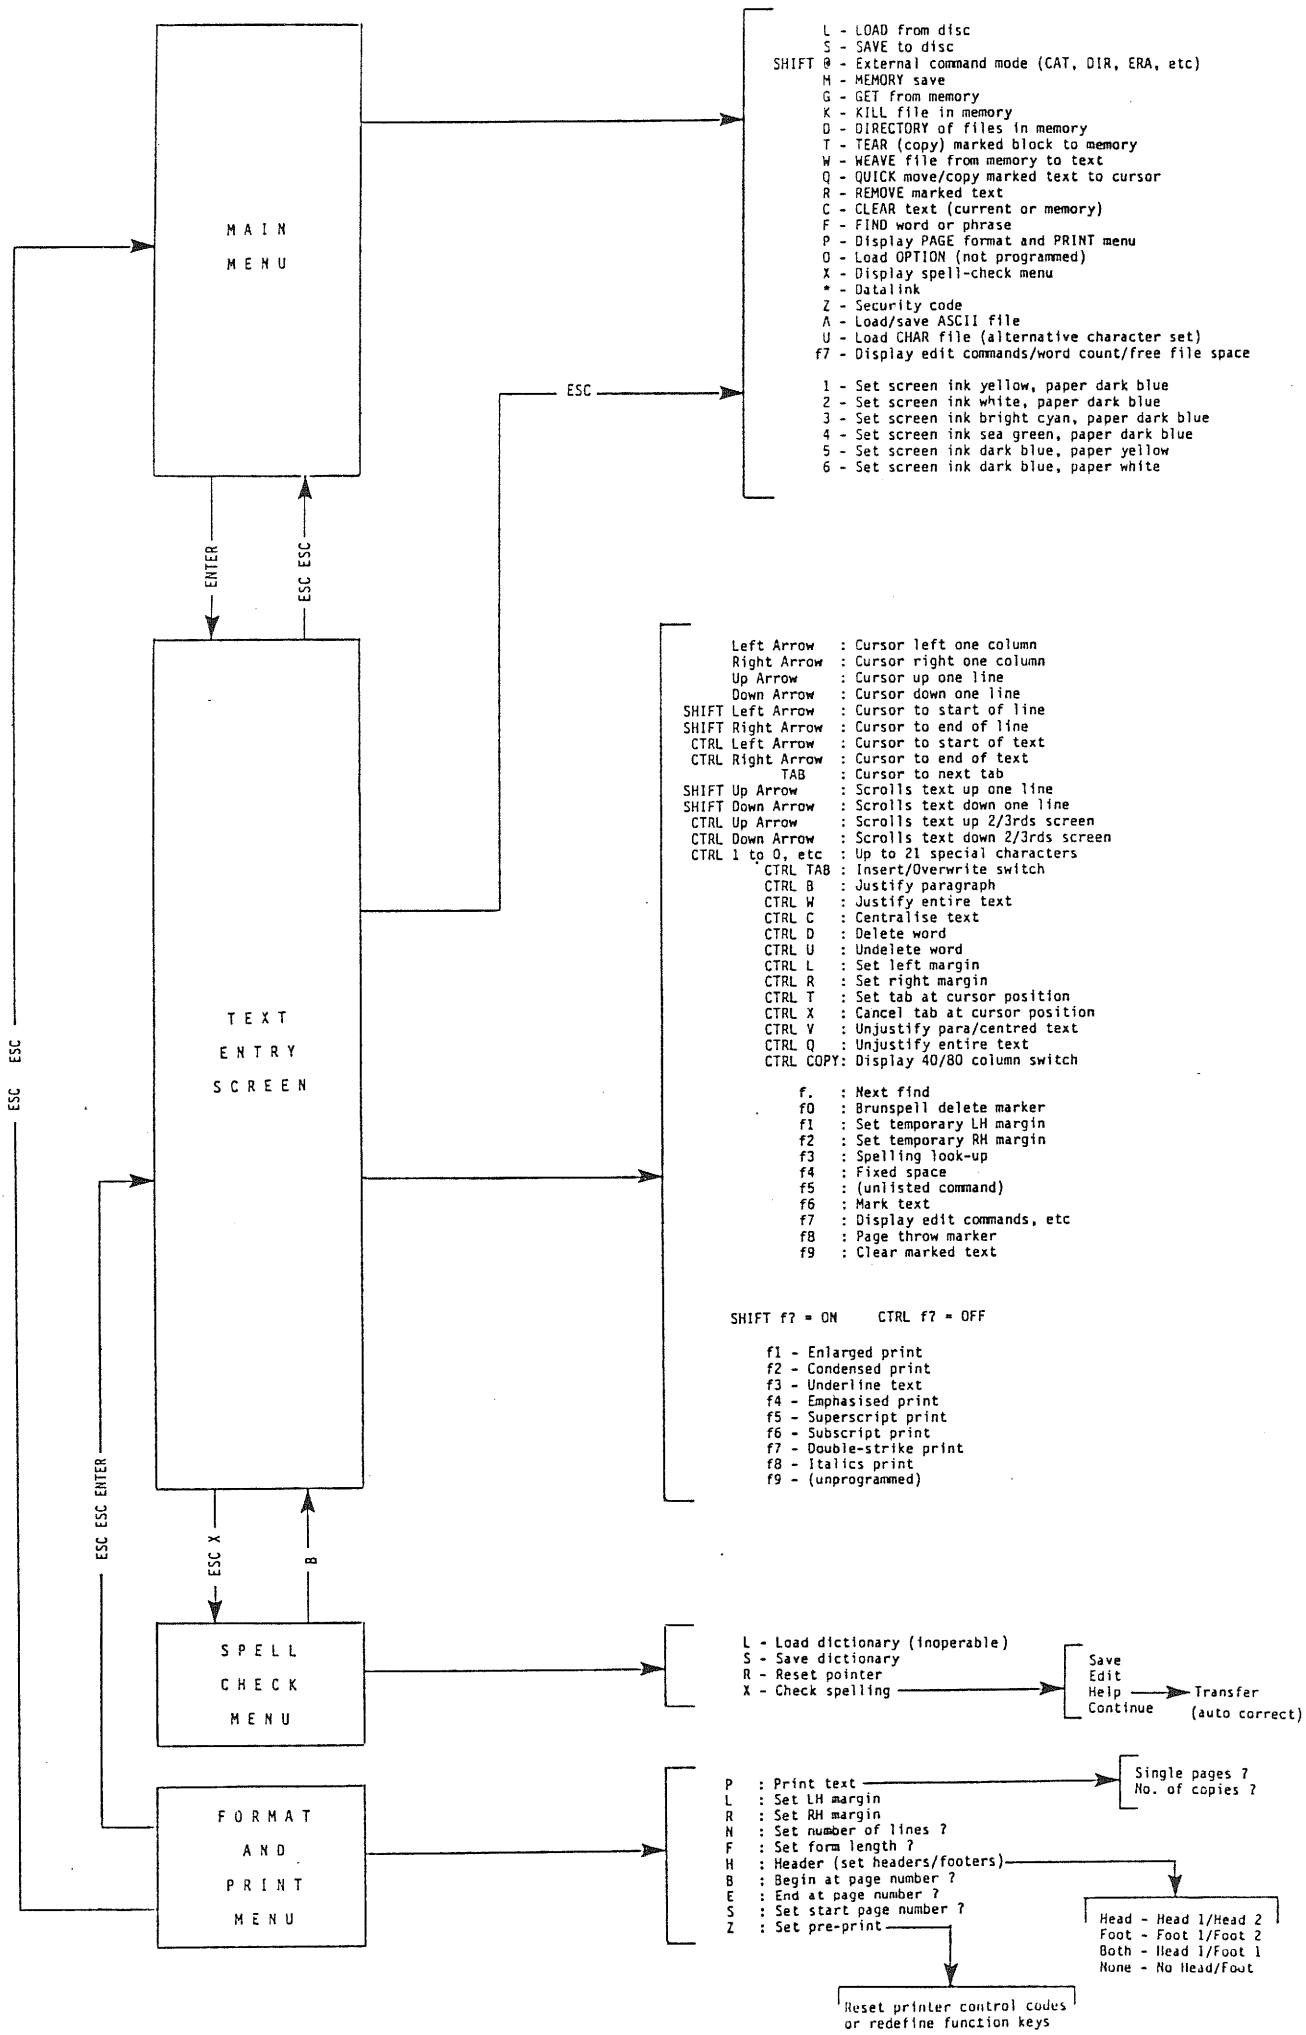 L - LOAD from disc
S - SAVE to disc
SHIFT @ - External command mode (CAT, DIR, ERA, etc)
M - MEMORY save
G - GET from memory
K - KILL file in memory
D - DIRECTORY of files in memory
T - TEAR (copy) marked block to memory
W - WEAVE file from memory to text
Q - QUICK move/copy marked text to cursor
R - REMOVE marked text
C - CLEAR text (current or memory)
F - FIND word or phrase
P - Display PAGE format and PRINT menu
O - Load OPTION (not programmed)
X - Display spell-check menu
* - Datalink
Z - Security code
A - Load/save ASCII file
U - Load CHAR file (alternative character set)
f7 - Display edit commands/word count/free file space
1 - Set screen ink yellow, paper dark blue
2 - Set screen ink white, paper dark blue
3 - Set screen ink bright cyan, paper dark blue
4 - Set screen ink sea green, paper dark blue
5 - Set screen ink dark blue, paper yellow
6 - Set screen ink dark blue, paper white
MAIN
MENU
ESC
ENTER
ESC ESC
Left Arrow : Cursor left one column
Right Arrow : Cursor right one column
Up Arrow : Cursor up one line
Down Arrow : Cursor down one line
SHIFT Left Arrow : Cursor to start of line
SHIFT Right Arrow : Cursor to end of line
CTRL Left Arrow : Cursor to start of text
CTRL Right Arrow : Cursor to end of text
TAB : Cursor to next tab
SHIFT Up Arrow : Scrolls text up one line
SHIFT Down Arrow : Scrolls text down one line
CTRL Up Arrow : Scrolls text up 2/3rds screen
CTRL Down Arrow : Scrolls text down 2/3rds screen
CTRL 1 to 0, etc : Up to 21 special characters
CTRL TAB : Insert/Overwrite switch
CTRL B : Justify paragraph
CTRL W : Justify entire text
CTRL C : Centralise text
CTRL D : Delete word
CTRL U : Undelete word
CTRL L : Set left margin
CTRL R : Set right margin
CTRL T : Set tab at cursor position
CTRL X : Cancel tab at cursor position
CTRL V : Unjustify para/centred text
CTRL Q : Unjustify entire text
CTRL COPY: Display 40/80 column switch
f. : Next find
f0 : Brunspell delete marker
f1 : Set temporary LH margin
f2 : Set temporary RH margin
f3 : Spelling look-up
f4 : Fixed space
f5 : (unlisted command)
f6 : Mark text
f7 : Display edit commands, etc
f8 : Page throw marker
f9 : Clear marked text
SHIFT f? = ON CTRL f? = OFF
f1 - Enlarged print
f2 - Condensed print
f3 - Underline text
f4 - Emphasised print
f5 - Superscript print
f6 - Subscript print
f7 - Double-strike print
f8 - Italics print
f9 - (unprogrammed)
TEXT
ENTRY
SCREEN
ESC ESC
ESC ESC ENTER
ESC X
B
SPELL
CHECK
MENU
L - Load dictionary (inoperable)
S - Save dictionary
R - Reset pointer
X - Check spelling
Save
Edit
Help
Continue
Transfer
(auto correct)
FORMAT
AND
PRINT
MENU
P : Print text
L : Set LH margin
R : Set RH margin
N : Set number of lines ?
F : Set form length ?
H : Header (set headers/footers)
B : Begin at page number ?
E : End at page number ?
S : Set start page number ?
Z : Set pre-print
Single pages ?
No. of copies ?
Head - Head 1/Head 2
Foot - Foot 1/Foot 2
Both - Head 1/Foot 1
None - No Head/Foot
Reset printer control codes
or redefine function keys